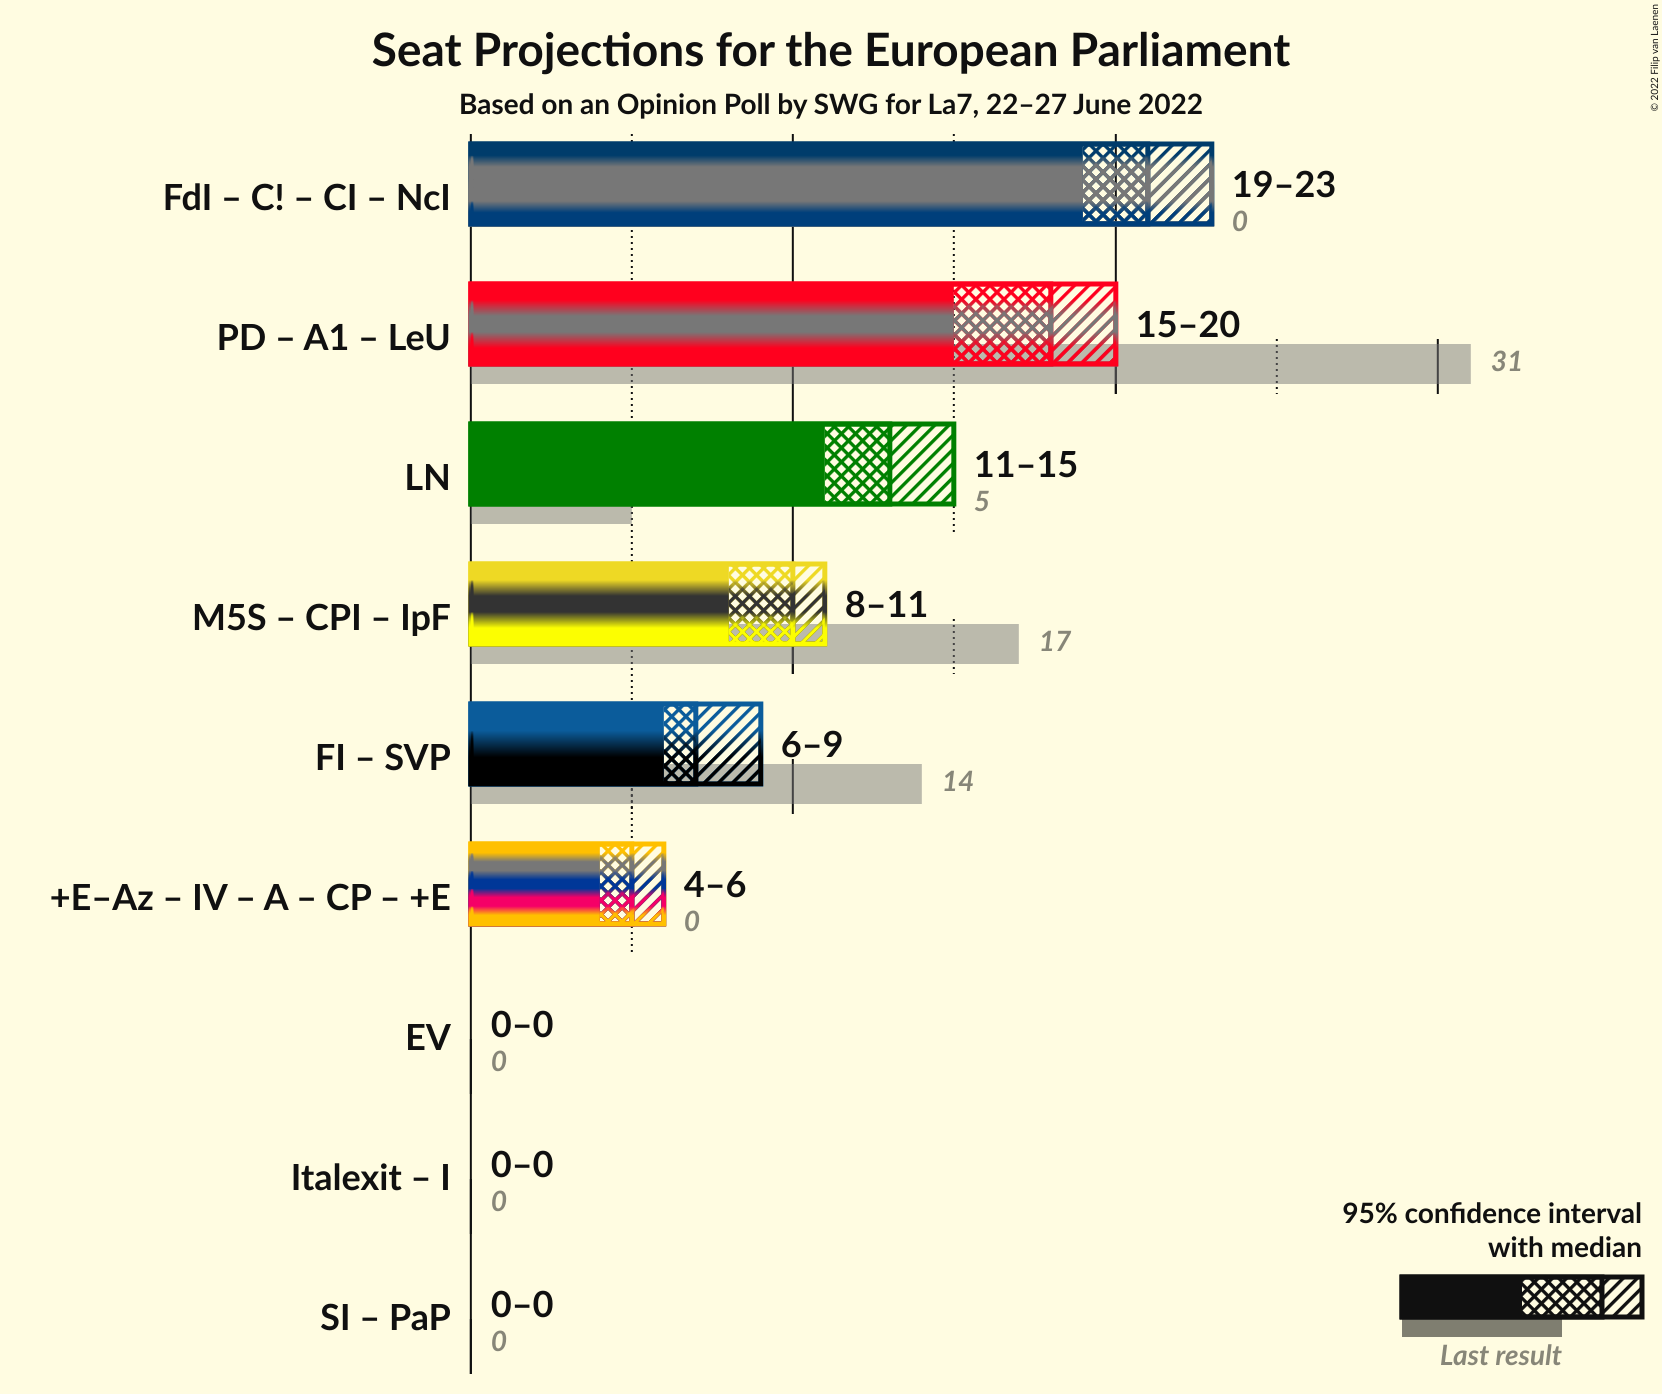 Seat Projections for the European Parliament
Based on an Opinion Poll by SWG for La7, 22–27 June 2022
© 2022 Filip van Laenen
FdI – C! – CI – NcI
19–23
0
PD – A1 – LeU
15–20
31
LN
11–15
5
M5S – CPI – IpF
8–11
17
FI – SVP
6–9
14
+E–Az – IV – A – CP – +E
4–6
0
EV
0–0
0
Italexit – I
0–0
0
SI – PaP
0–0
0
95% confidence interval
with median
Last result